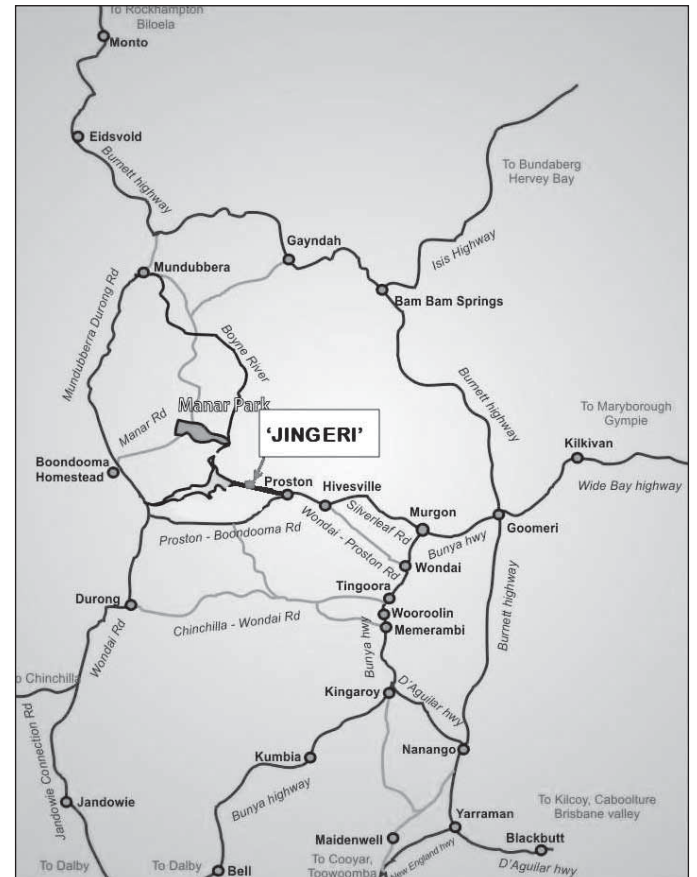 To Rockhampton
Biloela
Monto
Eidsvold
Burnett highway
To Bundaberg
Hervey Bay
Gayndah
Isis Highway
Mundubbera
Bam Bam Springs
Mundubberra Durong Rd
Boyne River
Burnett highway
Manar Park
To Maryborough
Gympie
Manar Rd
'JINGERI'
Kilkivan
Boondooma
Homestead
Proston
Hivesville
Wide Bay highway
Silverleaf Rd
Murgon
Goomeri
Proston - Boondooma Rd
Wondai - Proston Rd
Bunya hwy
Wondai
Tingoora
Durong
Wooroolin
Chinchilla - Wondai Rd
Memerambi
Burnett highway
Wondai Rd
Bunya hwy
o Chinchilla
Kingaroy
D'Aguilar hwy
Jandowie Connection Rd
Nanango
Kumbia
Bunya highway
Jandowie
To Kilcoy, Caboolture
Brisbane valley
Yarraman
Maidenwell
Blackbutt
To Dalby
To Dalby
Bell
To Cooyar,
Toowoomba
New England hwy
D'Aguilar hwy